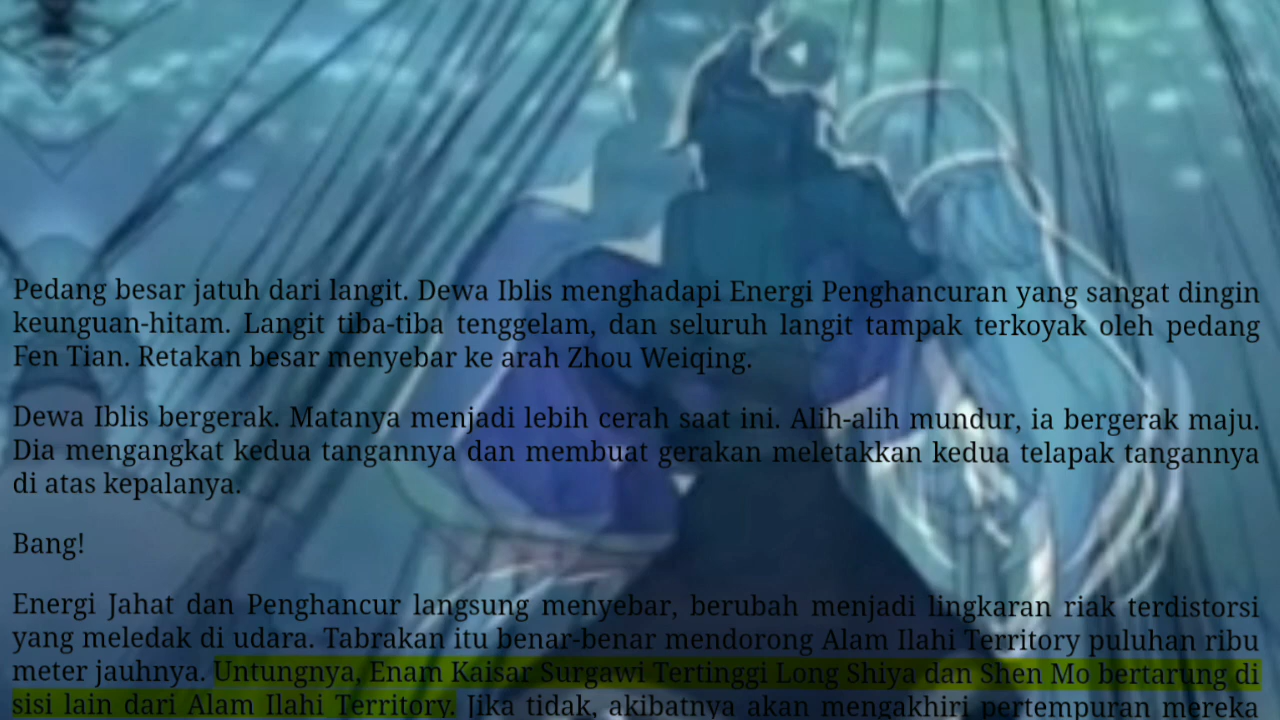 Pedang besar jatuh dari langit. Dewa Iblis menghadapi Energi Penghancuran yang sangat dingin
keunguan-hitam. Langit tiba-tiba tenggelam, dan seluruh langit tampak terkoyak oleh pedang
Fen Tian. Retakan besar menyebar ke arah Zhou Weiqing.
Dewa Iblis bergerak. Matanya menjadi lebih cerah saat ini. Alih-alih mundur, ia bergerak maju.
Dia mengangkat kedua tangannya dan membuat gerakan meletakkan kedua telapak tangannya
di atas kepalanya.
Bang!
Energi Jahat dan Penghancur langsung menyebar, berubah menjadi lingkaran riak terdistorsi
yang meledak di udara. Tabrakan itu benar-benar mendorong Alam Ilahi Territory puluhan ribu
meter jauhnya. Untungnya, Enam Kaisar Surgawi Tertinggi Long Shiya dan Shen Mo bertarung di
sisi lain dari Alam Ilahi Territory. Jika tidak, akibatnya akan mengakhiri pertempuran mereka